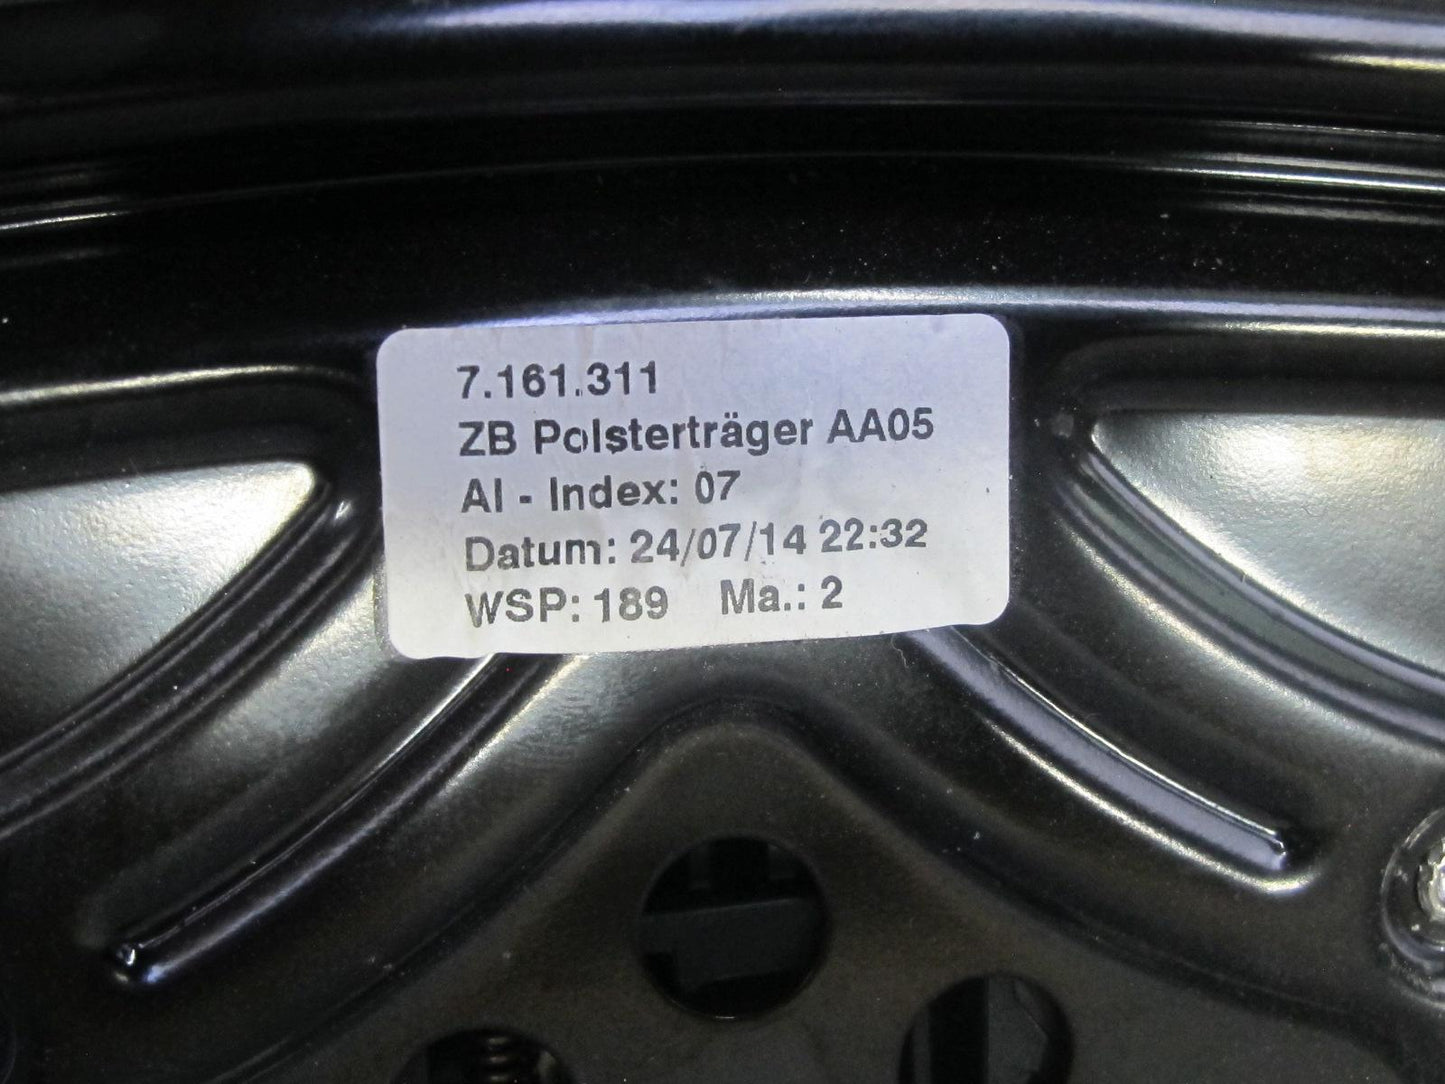 7.161.311
ZB Polsterträger AA05
AI - Index: 07
Datum: 24/07/14 22:32
WSP: 189 Ma.: 2